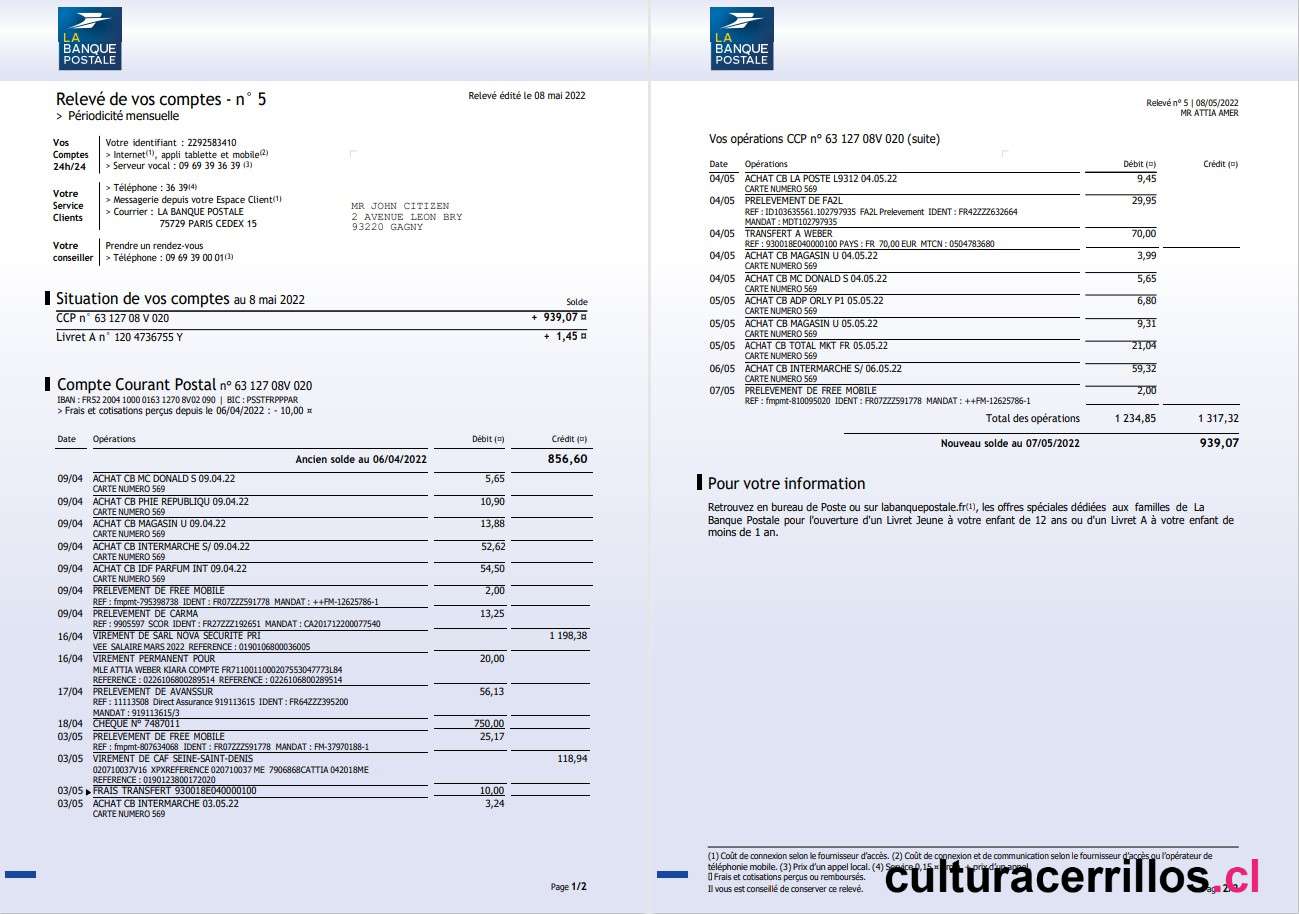 LA
BANQUE
POSTALE
Relevé de vos comptes - n° 5
> Périodicité mensuelle
Relevé édité le 08 mai 2022
Vos
Comptes
24h/24
Votre identifiant : 2292583410
> Internet(1), appli tablette et mobile(2)
> Serveur vocal : 09 69 39 36 39 (3)
Votre
Service
Clients
> Téléphone : 36 39(4)
> Messagerie depuis votre Espace Client(1)
> Courrier : LA BANQUE POSTALE
75729 PARIS CEDEX 15
MR JOHN CITIZEN
2 AVENUE LEON BRY
93220 GAGNY
Votre
conseiller
Prendre un rendez-vous
> Téléphone : 09 69 39 00 01(3)
Situation de vos comptes au 8 mai 2022
Solde
CCP n° 63 127 08 V 020 + 939,07 ¤
Livret A n° 120 4736755 Y + 1,45 ¤
Compte Courant Postal n° 63 127 08V 020
IBAN : FR52 2004 1000 0163 1270 8V02 090 | BIC : PSSTFRPPPAR
> Frais et cotisations perçus depuis le 06/04/2022 : - 10,00 ¤
Date Opérations Débit (¤) Crédit (¤)
Ancien solde au 06/04/2022 856,60
09/04 ACHAT CB MC DONALD S 09.04.22 5,65
CARTE NUMERO 569
09/04 ACHAT CB PHIE REPUBLIQU 09.04.22 10,90
CARTE NUMERO 569
09/04 ACHAT CB MAGASIN U 09.04.22 13,88
CARTE NUMERO 569
09/04 ACHAT CB INTERMARCHE S/ 09.04.22 52,62
CARTE NUMERO 569
09/04 ACHAT CB IDF PARFUM INT 09.04.22 54,50
CARTE NUMERO 569
09/04 PRELEVEMENT DE FREE MOBILE 2,00
REF : fmpmt-795398738 IDENT : FR07ZZZ591778 MANDAT : ++FM-12625786-1
09/04 PRELEVEMENT DE CARMA 13,25
REF : 9905597 SCOR IDENT : FR27ZZZ192651 MANDAT : CA201712200077540
16/04 VIREMENT DE SARL NOVA SECURITE PRI 1 198,38
VEE SALAIRE MARS 2022 REFERENCE : 0190106800036005
16/04 VIREMENT PERMANENT POUR 20,00
MLE ATTIA WEBER KIARA COMPTE FR7110011000207553047773L84
REFERENCE : 0226106800289514 REFERENCE : 0226106800289514
17/04 PRELEVEMENT DE AVANSSUR 56,13
REF : 11113508 Direct Assurance 919113615 IDENT : FR64ZZZ395200
MANDAT : 919113615/3
18/04 CHEQUE N° 7487011 750,00
03/05 PRELEVEMENT DE FREE MOBILE 25,17
REF : fmpmt-807634068 IDENT : FR07ZZZ591778 MANDAT : FM-37970188-1
03/05 VIREMENT DE CAF SEINE-SAINT-DENIS 118,94
020710037V16 XPXREFERENCE 020710037 ME 7906868CATTIA 042018ME
REFERENCE : 0190123800172020
03/05 ▶ FRAIS TRANSFERT 930018E040000100 10,00
03/05 ACHAT CB INTERMARCHE 03.05.22 3,24
CARTE NUMERO 569
Page 1/2
LA
BANQUE
POSTALE
Relevé n° 5 | 08/05/2022
MR ATTIA AMER
Vos opérations CCP n° 63 127 08V 020 (suite)
Date Opérations Débit (¤) Crédit (¤)
04/05 ACHAT CB LA POSTE L9312 04.05.22 9,45
CARTE NUMERO 569
04/05 PRELEVEMENT DE FA2L 29,95
REF : ID103635561.102797935 FA2L Prelevement IDENT : FR42ZZZ632664
MANDAT : MDT102797935
04/05 TRANSFERT A WEBER 70,00
REF : 930018E040000100 PAYS : FR 70,00 EUR MTCN : 0504783680
04/05 ACHAT CB MAGASIN U 04.05.22 3,99
CARTE NUMERO 569
04/05 ACHAT CB MC DONALD S 04.05.22 5,65
CARTE NUMERO 569
05/05 ACHAT CB ADP ORLY P1 05.05.22 6,80
CARTE NUMERO 569
05/05 ACHAT CB MAGASIN U 05.05.22 9,31
CARTE NUMERO 569
05/05 ACHAT CB TOTAL MKT FR 05.05.22 21,04
CARTE NUMERO 569
06/05 ACHAT CB INTERMARCHE S/ 06.05.22 59,32
CARTE NUMERO 569
07/05 PRELEVEMENT DE FREE MOBILE 2,00
REF : fmpmt-810095020 IDENT : FR07ZZZ591778 MANDAT : ++FM-12625786-1
Total des opérations 1 234,85 1 317,32
Nouveau solde au 07/05/2022 939,07
Pour votre information
Retrouvez en bureau de Poste ou sur labanquepostale.fr(1), les offres spéciales dédiées aux familles de La
Banque Postale pour l'ouverture d'un Livret Jeune à votre enfant de 12 ans ou d'un Livret A à votre enfant de
moins de 1 an.
(1) Coût de connexion selon le fournisseur d'accès. (2) Coût de connexion et de communication selon le fournisseur d'accès ou l'opérateur de
téléphonie mobile. (3) Prix d'un appel local. (4) Service 0,15 + prix d'un appel
▯ Frais et cotisations perçus ou remboursés.
Il vous est conseillé de conserver ce relevé.
culturacerrillos.cl